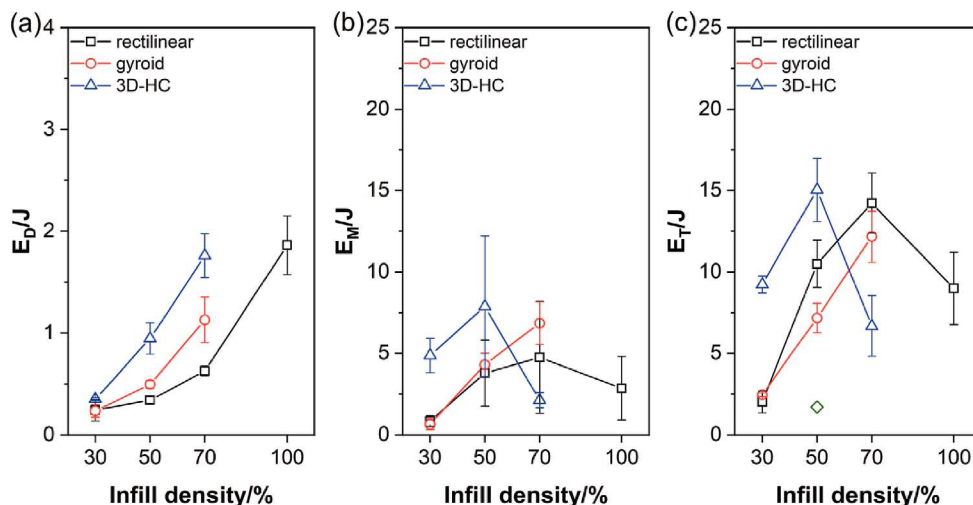 (a)
rectilinear
gyroid
3D-HC
E_D/J
4
3
2
1
0
30 50 70 100
Infill density/%
(b)
rectilinear
gyroid
3D-HC
E_M/J
25
20
15
10
5
0
30 50 70 100
Infill density/%
(c)
rectilinear
gyroid
3D-HC
E_T/J
25
20
15
10
5
0
30 50 70 100
Infill density/%